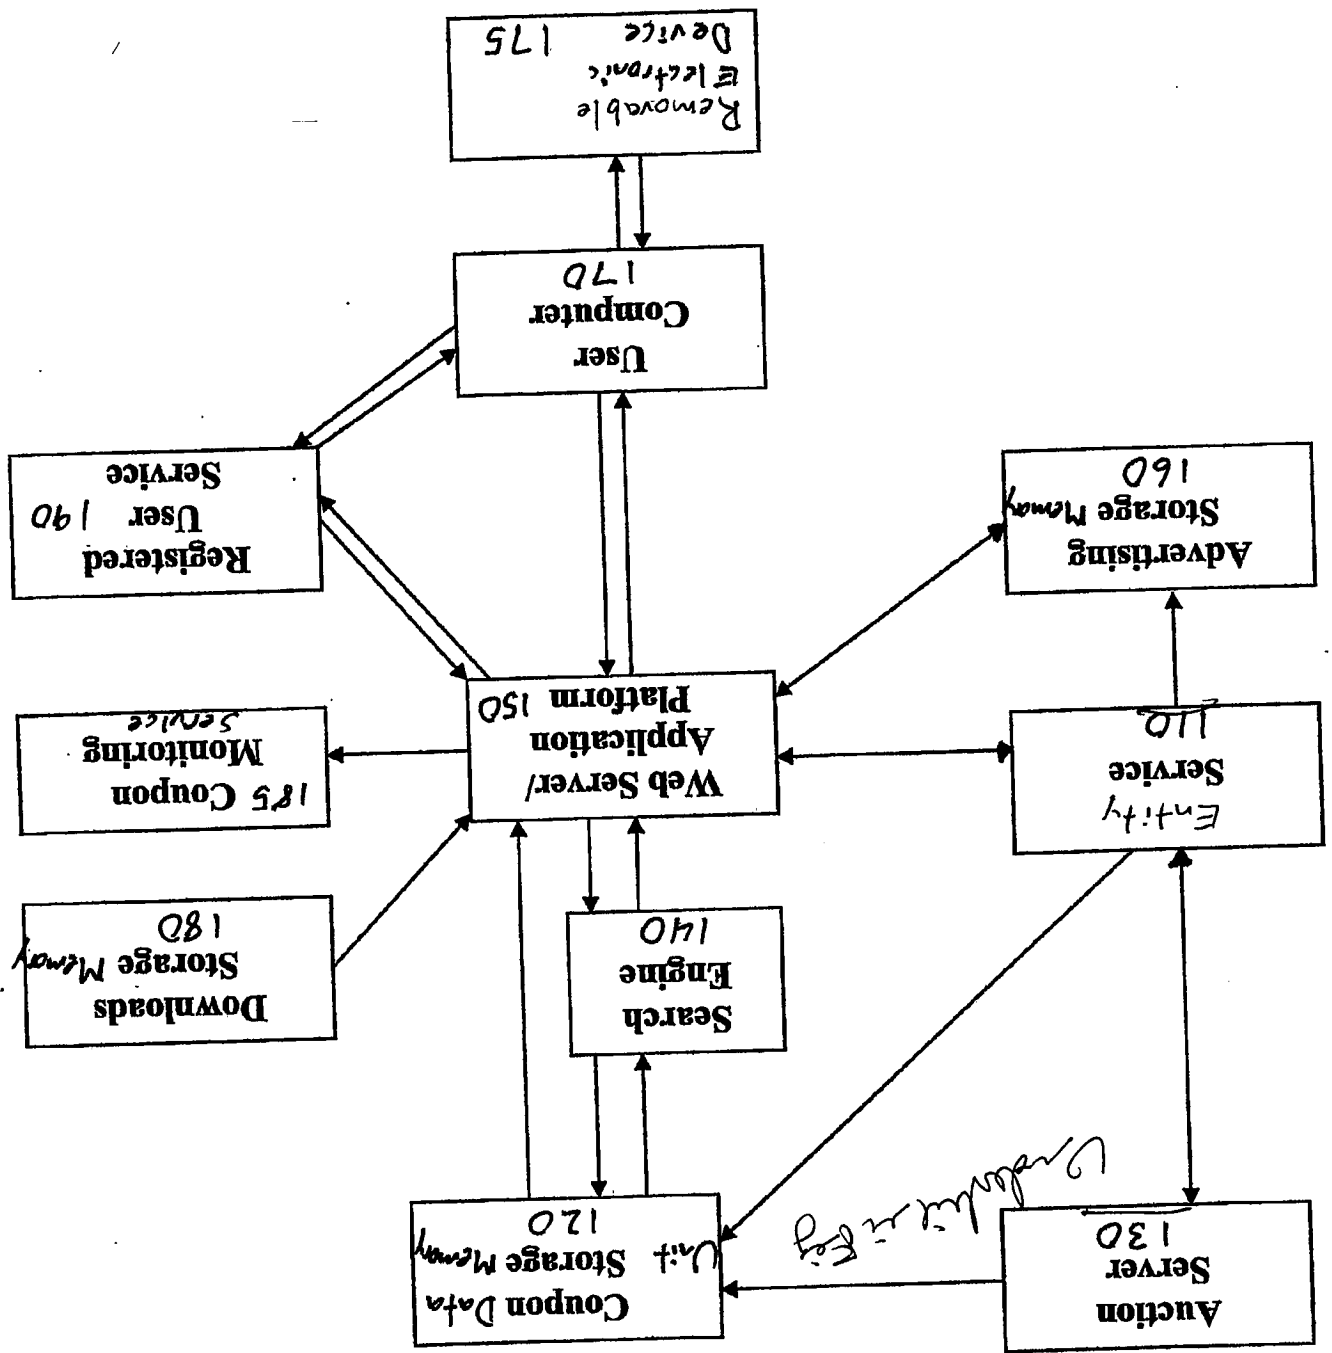 Auction
Server
130
Coupon Data
Unit Storage Memory
120
Search
Engine
140
Downloads
Storage Memory
180
Entity
Service
110
Web Server/
Application
Platform 150
185 Coupon
Monitoring
Service
Advertising
Storage Memory
160
Registered
User 190
Service
User
Computer
170
Removable
Electronic
Device 175